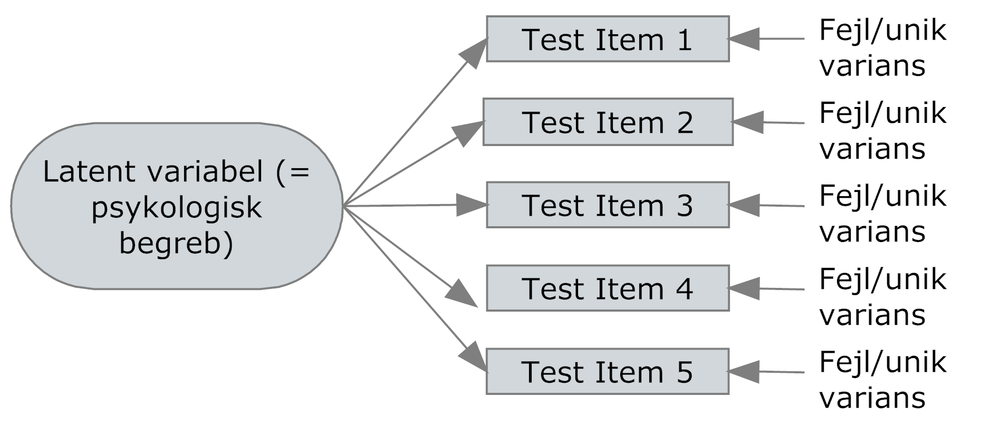 Latent variabel (=
psykologisk
begreb)
Test Item 1
Fejl/unik
varians
Test Item 2
Fejl/unik
varians
Test Item 3
Fejl/unik
varians
Test Item 4
Fejl/unik
varians
Test Item 5
Fejl/unik
varians